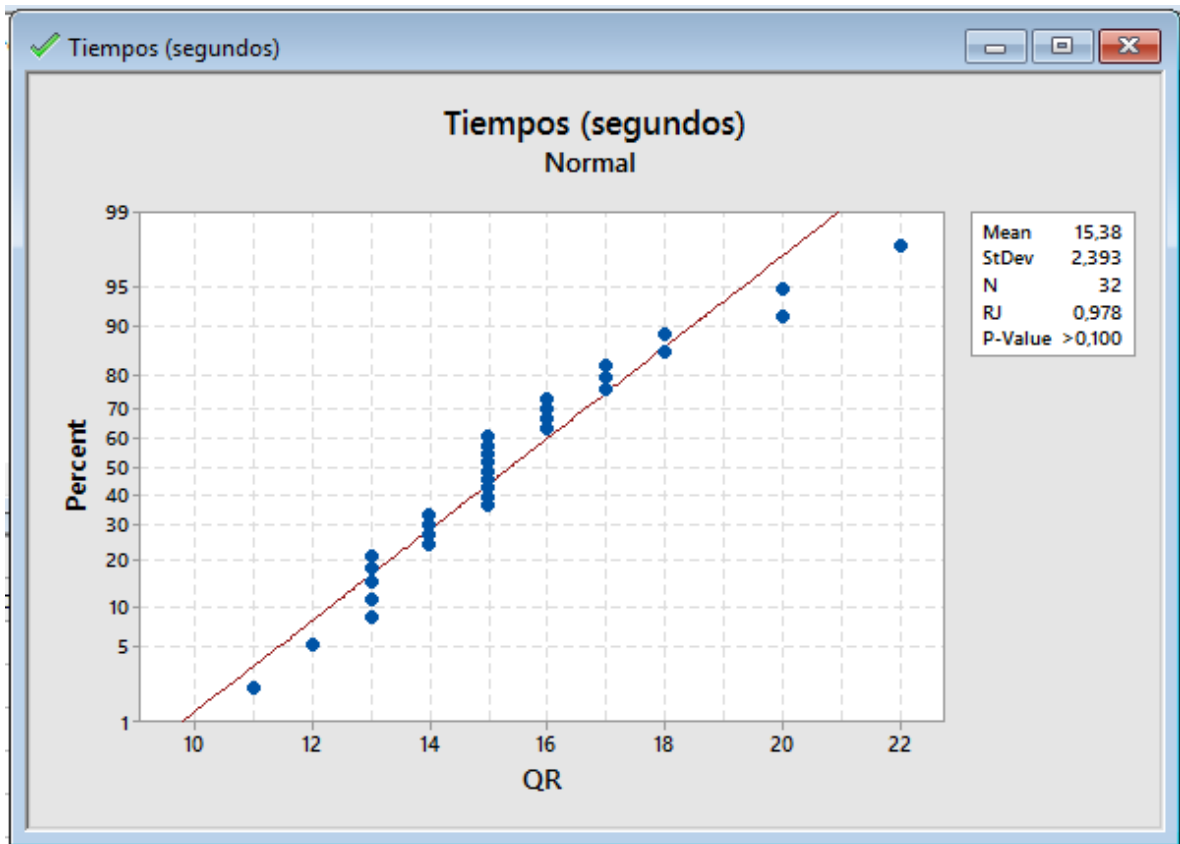 Tiempos (segundos)
Tiempos (segundos)
Normal
99
95
90
80
70
60
50
40
30
20
10
5
1
Percent
10 12 14 16 18 20 22
QR
Mean 15,38
StDev 2,393
N 32
RJ 0,978
P-Value >0,100